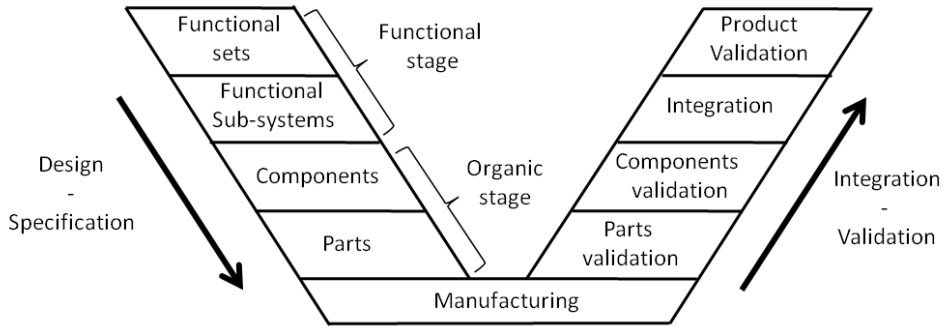 Functional
sets
Functional
stage
Product
Validation
Functional
Sub-systems
Integration
Design
-
Specification
Components
Organic
stage
Components
validation
Integration
-
Validation
Parts
Parts
validation
Manufacturing